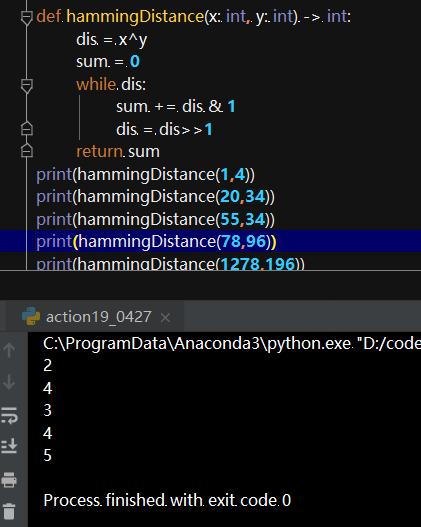 def hammingDistance(x: int, y: int) -> int:
dis = x^y
sum = 0
while dis:
sum += dis & 1
dis = dis>>1
return sum
print(hammingDistance(1,4))
print(hammingDistance(20,34))
print(hammingDistance(55,34))
print(hammingDistance(78,96))
print(hammingDistance(1278,196))
action19_0427
C:\ProgramData\Anaconda3\python.exe "D:/code
2
4
3
4
5
Process finished with exit code 0